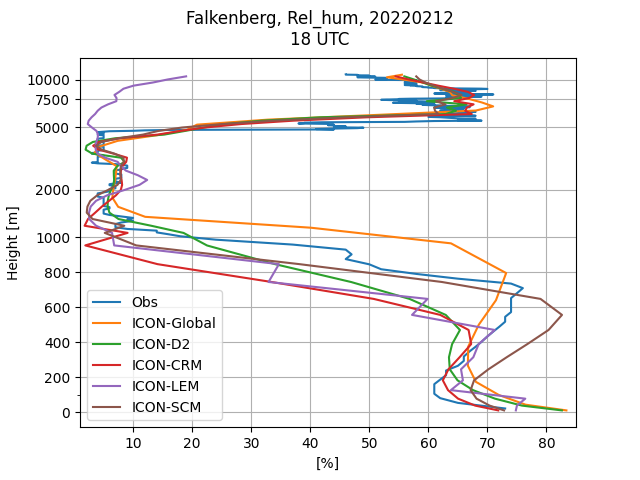 Falkenberg, Rel_hum, 20220212
18 UTC
10000
7500
5000
2000
1000
800
600
400
200
0
Height [m]
Obs
ICON-Global
ICON-D2
ICON-CRM
ICON-LEM
ICON-SCM
10 20 30 40 50 60 70 80
[%]